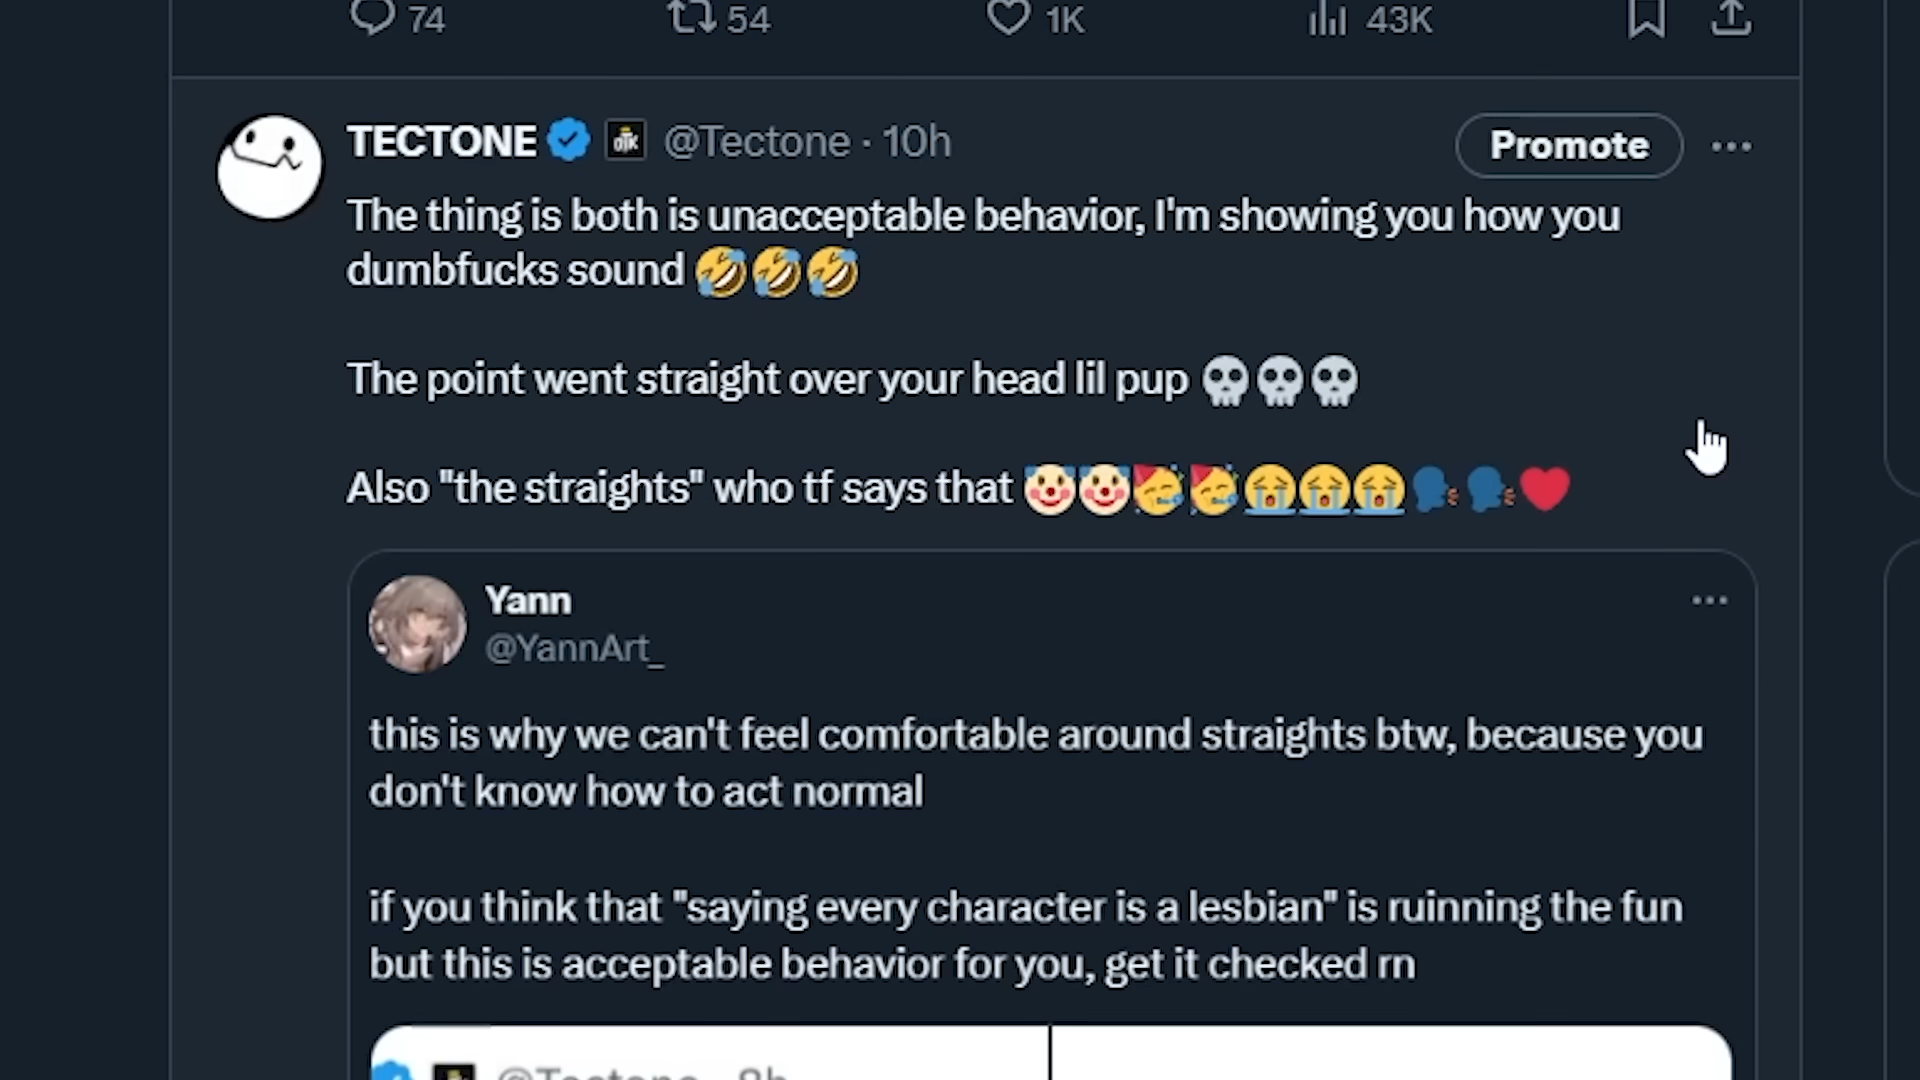 74 54 1K 43K
TECTONE @Tectone · 10h Promote
The thing is both is unacceptable behavior, I'm showing you how you
dumbfucks sound 🤣🤣🤣
The point went straight over your head lil pup 💀💀💀
Also "the straights" who tf says that 🤡🤡🥳🥳😭😭😭🗣️🗣️❤️
Yann
@YannArt_
this is why we can't feel comfortable around straights btw, because you
don't know how to act normal
if you think that "saying every character is a lesbian" is ruinning the fun
but this is acceptable behavior for you, get it checked rn
@Tectone · 8h